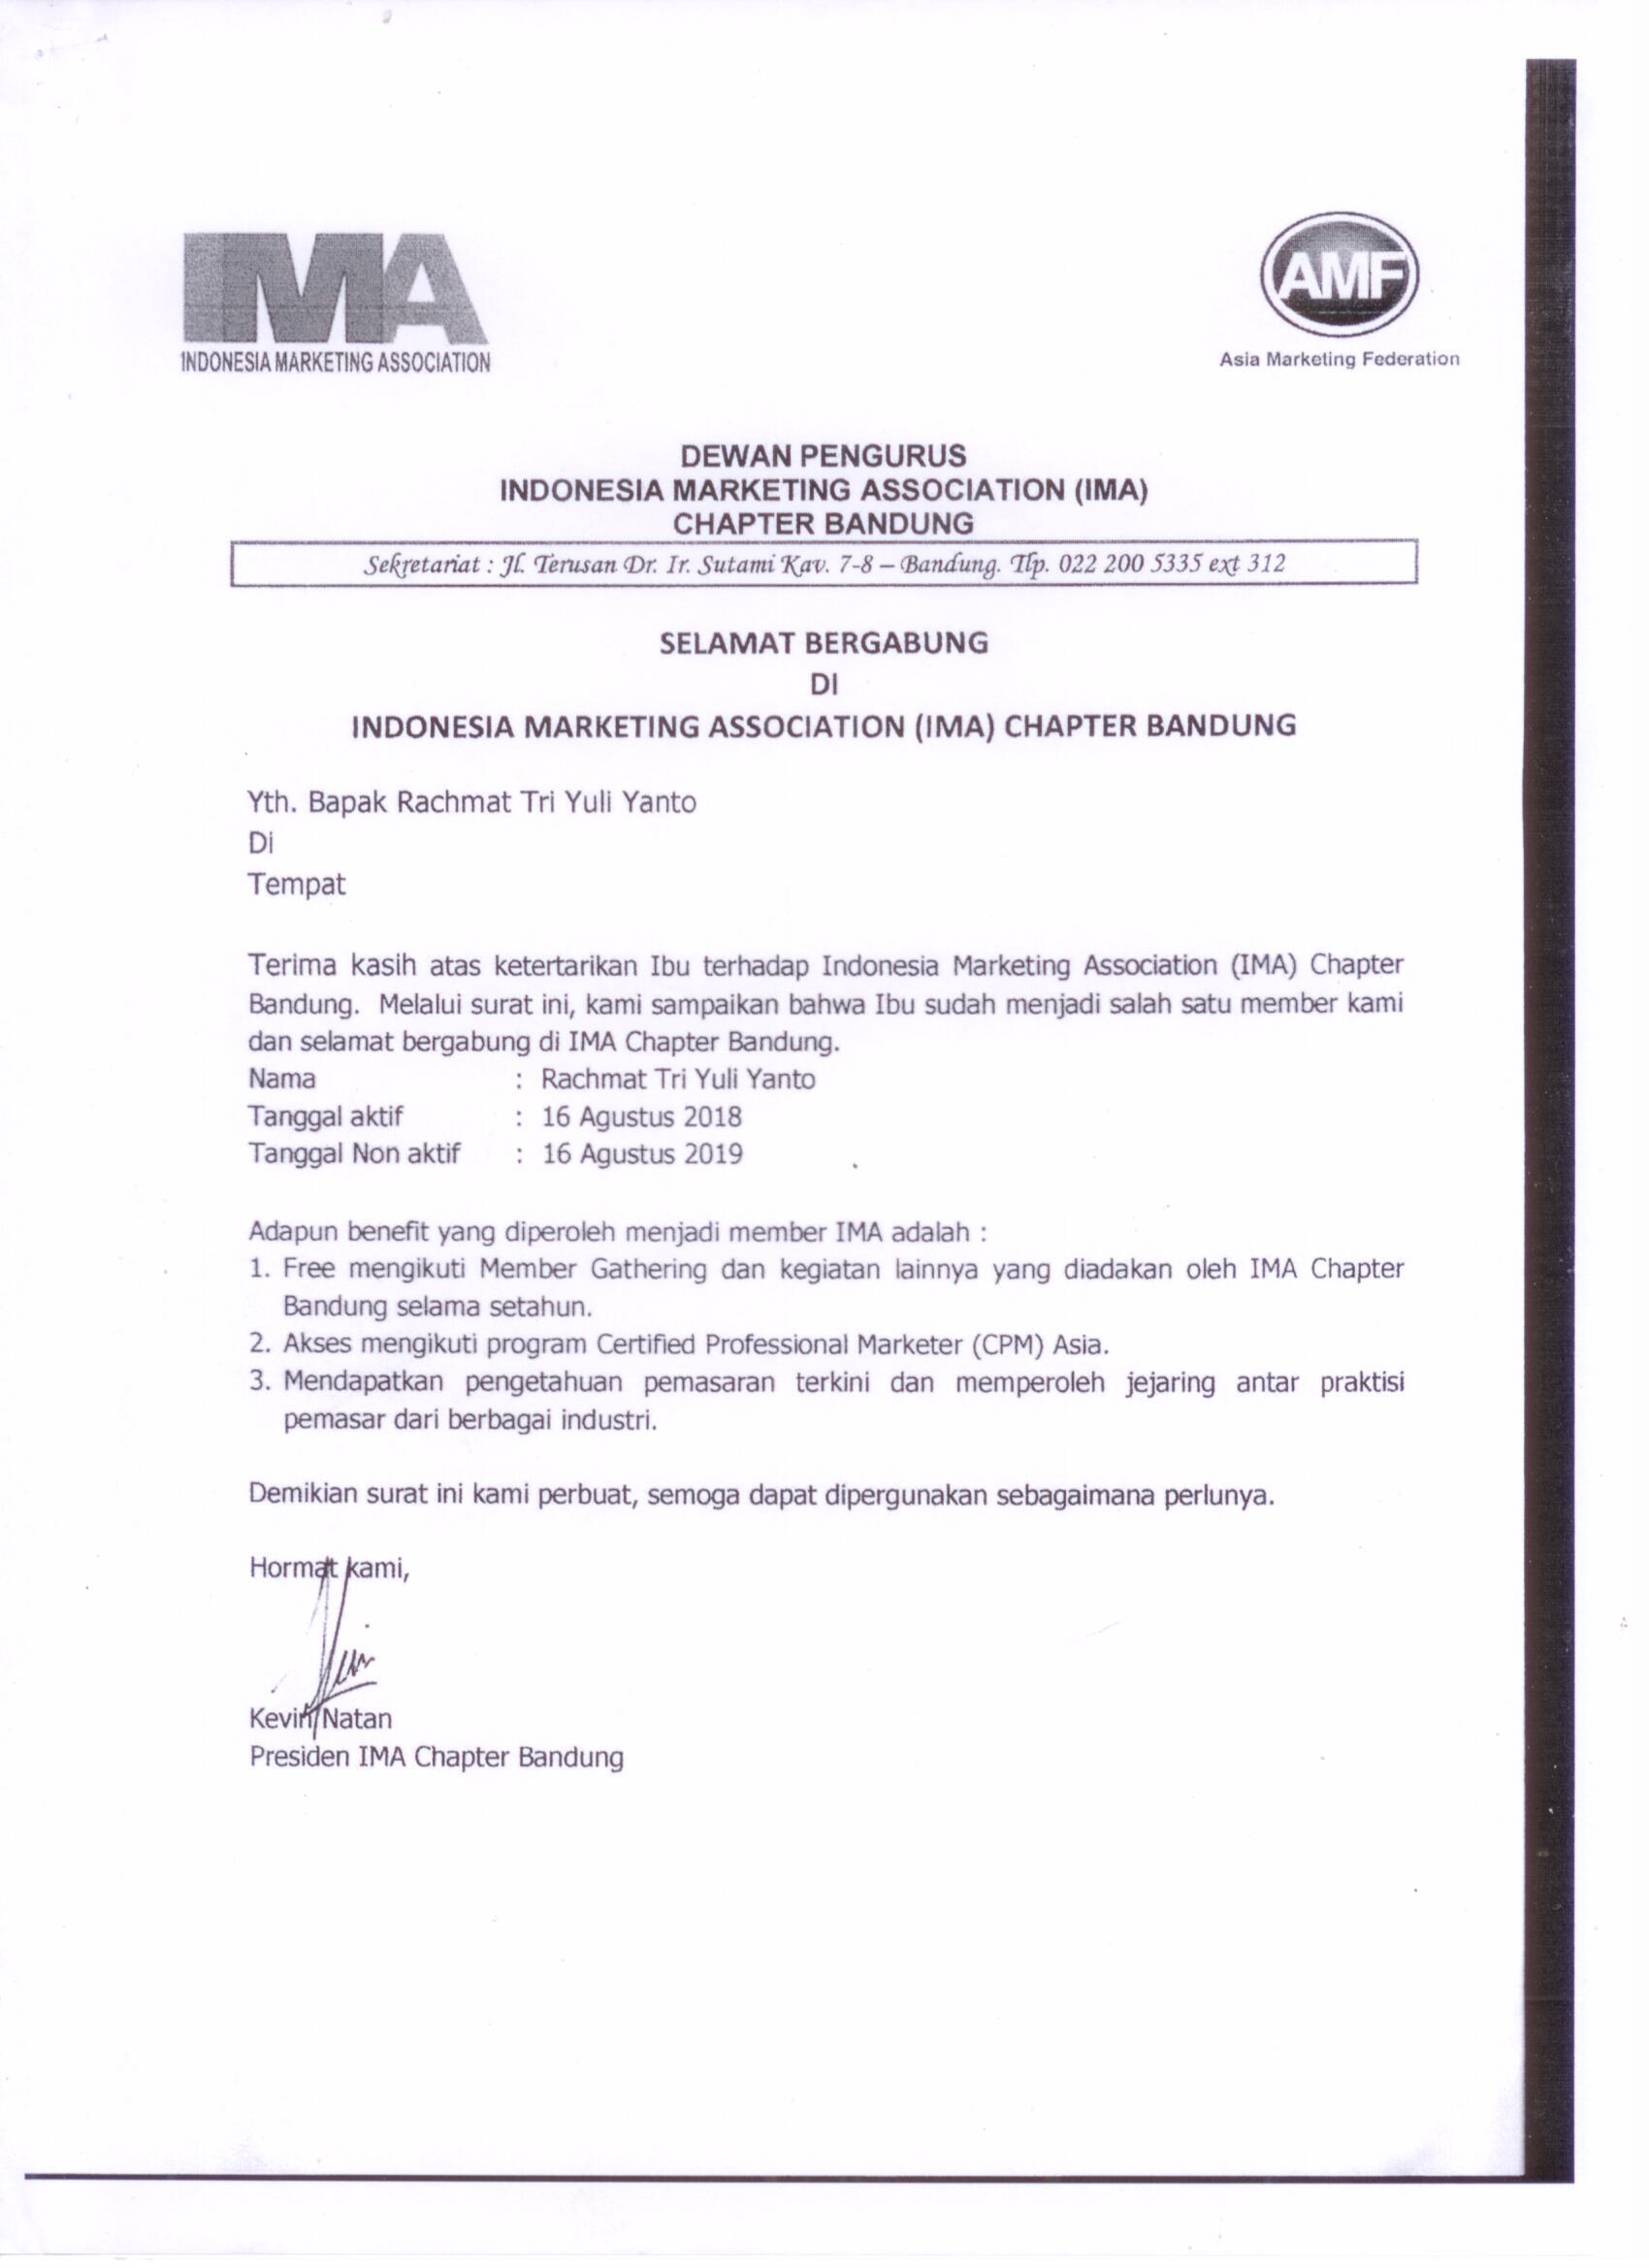 IMA
INDONESIA MARKETING ASSOCIATION
AMF
Asia Marketing Federation
DEWAN PENGURUS
INDONESIA MARKETING ASSOCIATION (IMA)
CHAPTER BANDUNG
Sekretariat : Jl. Terusan Dr. Ir. Sutami Kav. 7-8 – Bandung. Tlp. 022 200 5335 ext 312
SELAMAT BERGABUNG
DI
INDONESIA MARKETING ASSOCIATION (IMA) CHAPTER BANDUNG
Yth. Bapak Rachmat Tri Yuli Yanto
Di
Tempat
Terima kasih atas ketertarikan Ibu terhadap Indonesia Marketing Association (IMA) Chapter
Bandung. Melalui surat ini, kami sampaikan bahwa Ibu sudah menjadi salah satu member kami
dan selamat bergabung di IMA Chapter Bandung.
Nama : Rachmat Tri Yuli Yanto
Tanggal aktif : 16 Agustus 2018
Tanggal Non aktif : 16 Agustus 2019
Adapun benefit yang diperoleh menjadi member IMA adalah :
1. Free mengikuti Member Gathering dan kegiatan lainnya yang diadakan oleh IMA Chapter
Bandung selama setahun.
2. Akses mengikuti program Certified Professional Marketer (CPM) Asia.
3. Mendapatkan pengetahuan pemasaran terkini dan memperoleh jejaring antar praktisi
pemasar dari berbagai industri.
Demikian surat ini kami perbuat, semoga dapat dipergunakan sebagaimana perlunya.
Hormat kami,
Kevin Natan
Presiden IMA Chapter Bandung